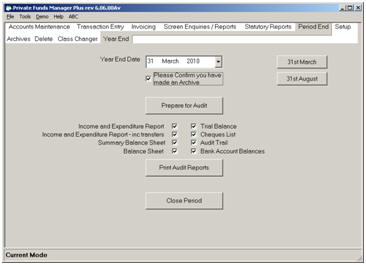 Private Funds Manager Plus rev 6.06.00Av
File Tools Demo Help ABC
Accounts Maintenance Transaction Entry Invoicing Screen Enquiries / Reports Statutory Reports Period End Setup
Archives Delete Class Changer Year End
Year End Date 31 March 2010 31st March
Please Confirm you have
made an Archive 31st August
Prepare for Audit
Income and Expenditure Report Trial Balance
Income and Expenditure Report - inc transfers Cheques List
Summary Balance Sheet Audit Trail
Balance Sheet Bank Account Balances
Print Audit Reports
Close Period
Current Mode